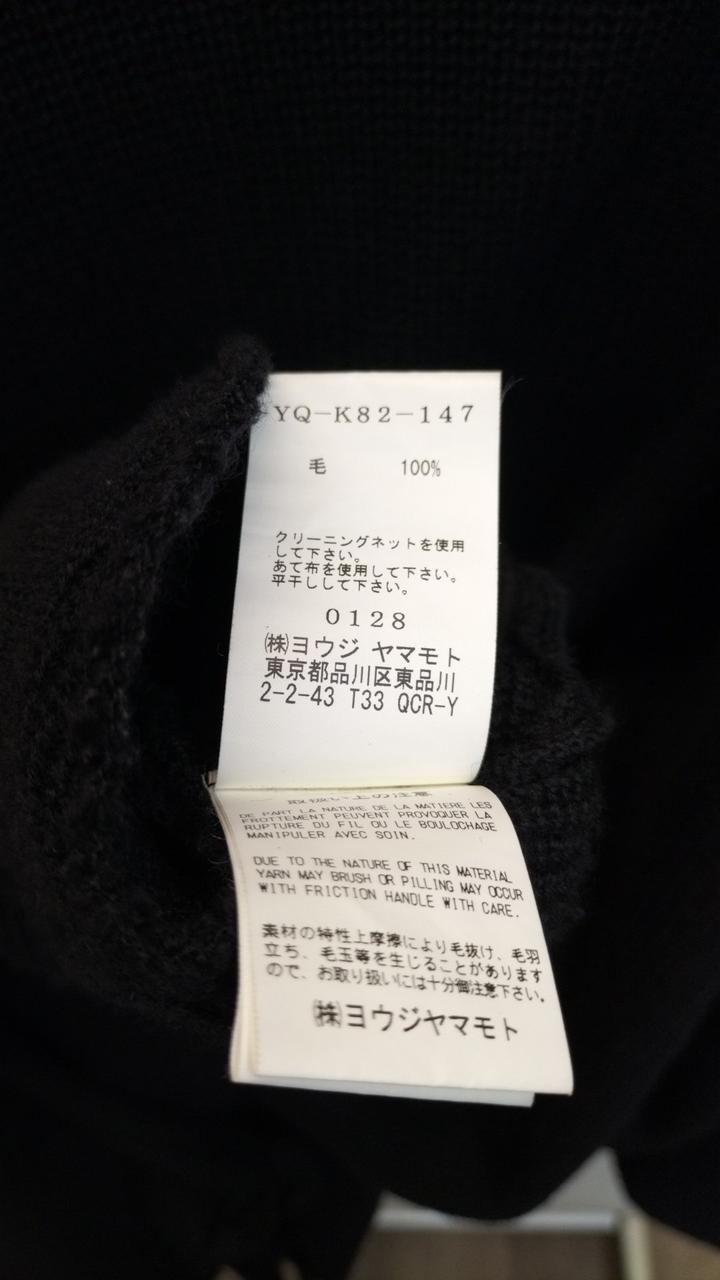 YQ-K82-147
毛 100%
クリーニングネットを使用
して下さい。
あて布を使用して下さい。
平干しして下さい。
0128
㈱ヨウジ ヤマモト
東京都品川区東品川
2-2-43 T33 QCR-Y
取扱い上の注意
DE PART LA NATURE DE LA MATIERE LES
FROTTEMENT PEUVENT PROVOQUER LA
RUPTURE DU FIL OU LE BOULOCHAGE
MANIPULER AVEC SOIN.
DUE TO THE NATURE OF THIS MATERIAL
YARN MAY BRUSH OR PILLING MAY OCCUR
WITH FRICTION HANDLE WITH CARE.
素材の特性上摩擦により毛抜け、毛羽
立ち、毛玉等を生じることがあります
ので、お取り扱いには十分御注意下さい。
㈱ヨウジヤマモト